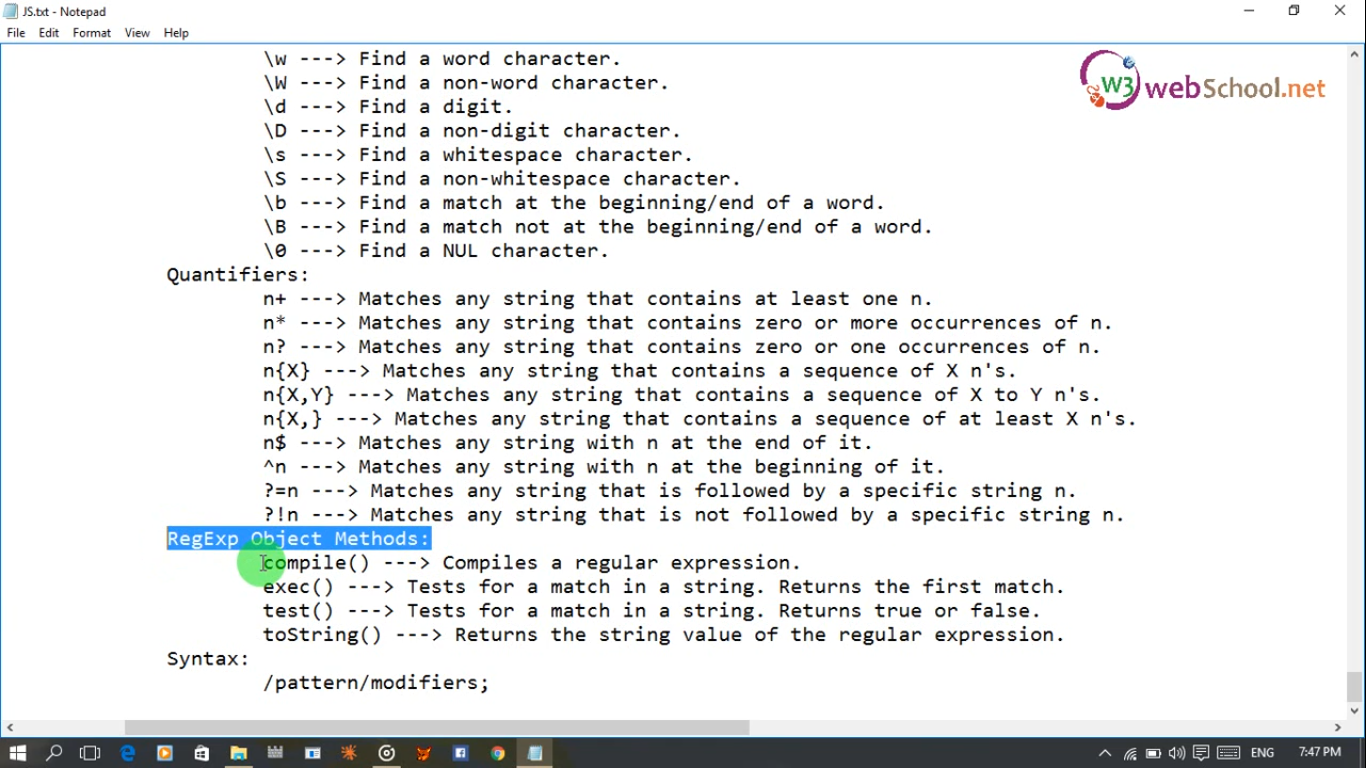 JS.txt - Notepad
File Edit Format View Help
W3 webSchool.net
\w ---> Find a word character.
\W ---> Find a non-word character.
\d ---> Find a digit.
\D ---> Find a non-digit character.
\s ---> Find a whitespace character.
\S ---> Find a non-whitespace character.
\b ---> Find a match at the beginning/end of a word.
\B ---> Find a match not at the beginning/end of a word.
\0 ---> Find a NUL character.
Quantifiers:
n+ ---> Matches any string that contains at least one n.
n* ---> Matches any string that contains zero or more occurrences of n.
n? ---> Matches any string that contains zero or one occurrences of n.
n{X} ---> Matches any string that contains a sequence of X n's.
n{X,Y} ---> Matches any string that contains a sequence of X to Y n's.
n{X,} ---> Matches any string that contains a sequence of at least X n's.
n$ ---> Matches any string with n at the end of it.
^n ---> Matches any string with n at the beginning of it.
?=n ---> Matches any string that is followed by a specific string n.
?!n ---> Matches any string that is not followed by a specific string n.
RegExp Object Methods:
compile() ---> Compiles a regular expression.
exec() ---> Tests for a match in a string. Returns the first match.
test() ---> Tests for a match in a string. Returns true or false.
toString() ---> Returns the string value of the regular expression.
Syntax:
/pattern/modifiers;
ENG 7:47 PM